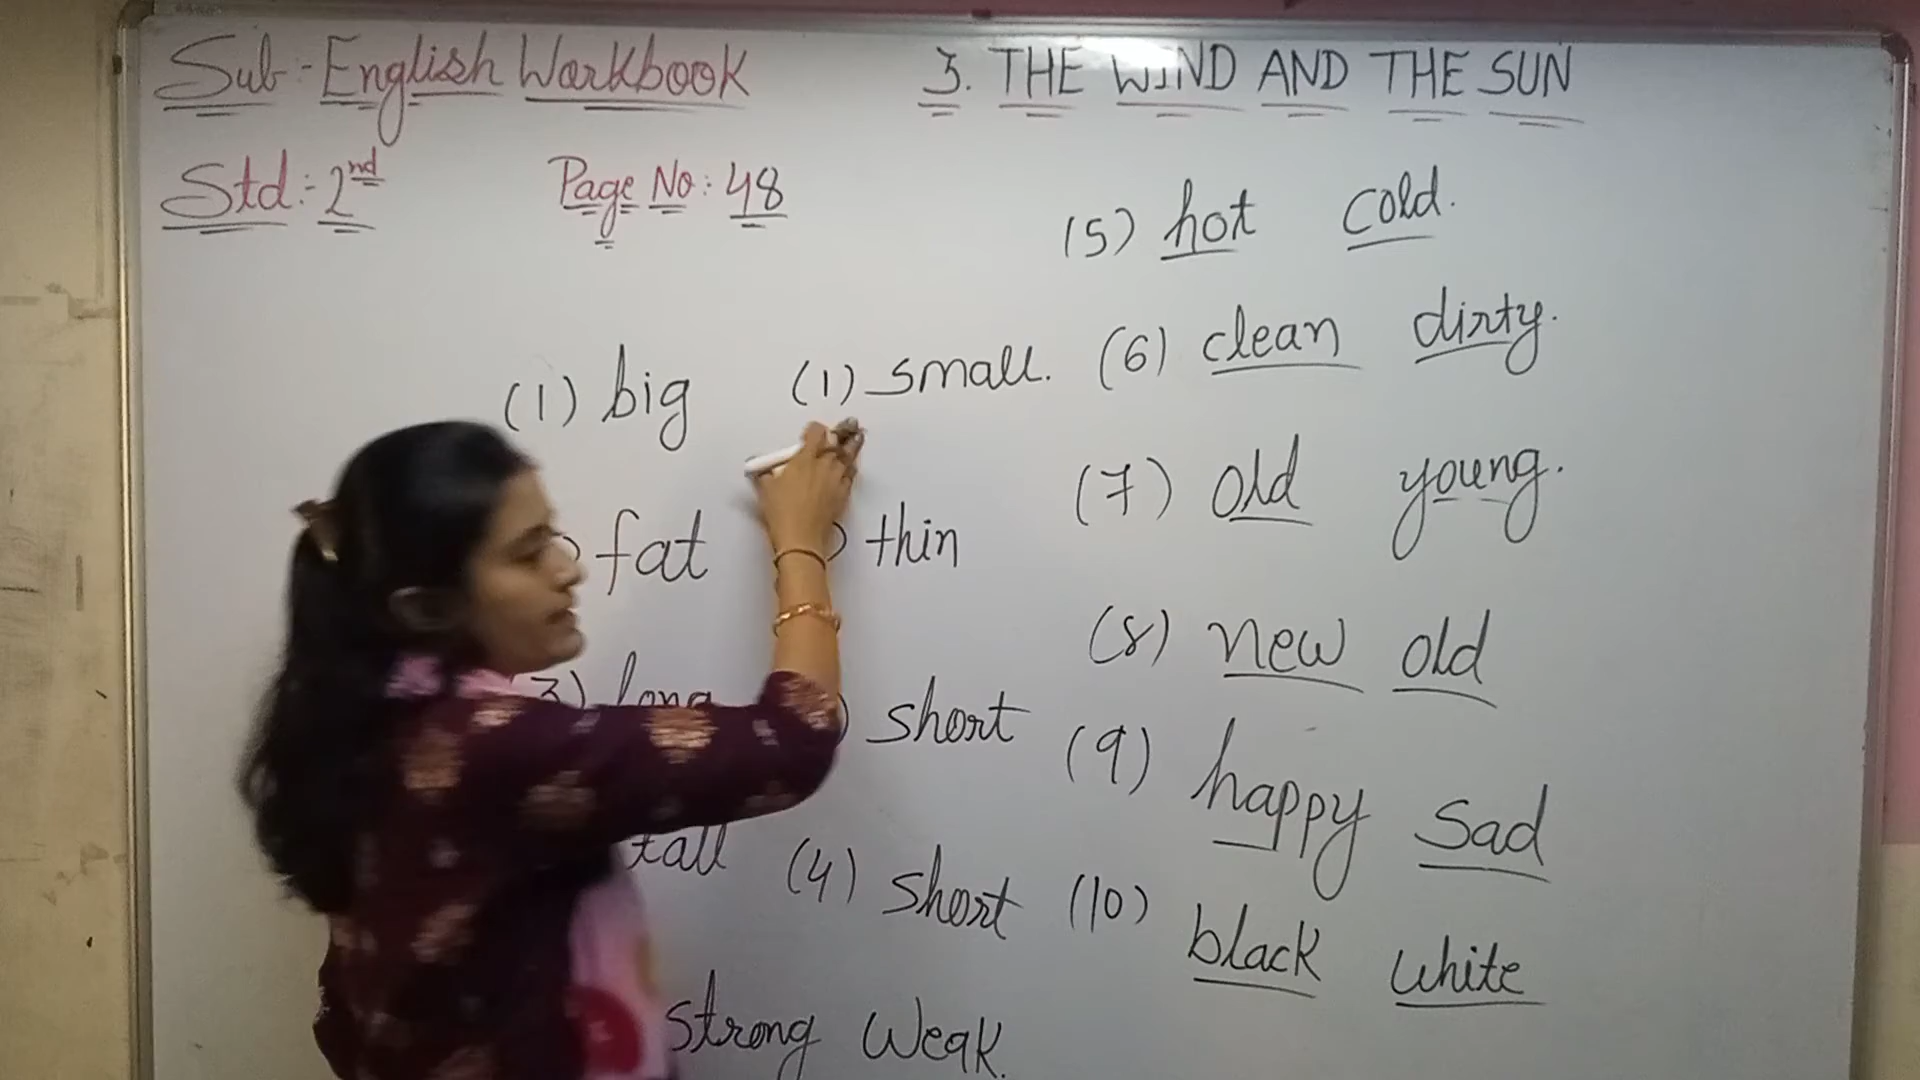 Sub:- English Workbook
3. THE WIND AND THE SUN
Std:- 2nd
Page No: 48
(1) big (1) small.
fat thin
3) long short
tall (4) short
strong weak.
(5) hot cold.
(6) clean dirty.
(7) old young.
(8) new old
(9) happy sad
(10) black white